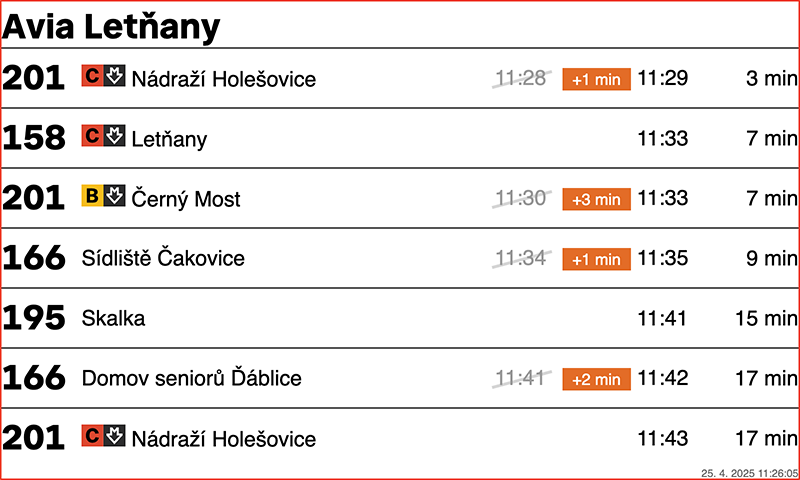 Avia Letňany
201 C Nádraží Holešovice 11:28 +1 min 11:29 3 min
158 C Letňany 11:33 7 min
201 B Černý Most 11:30 +3 min 11:33 7 min
166 Sídliště Čakovice 11:34 +1 min 11:35 9 min
195 Skalka 11:41 15 min
166 Domov seniorů Ďáblice 11:41 +2 min 11:42 17 min
201 C Nádraží Holešovice 11:43 17 min
25. 4. 2025 11:26:05